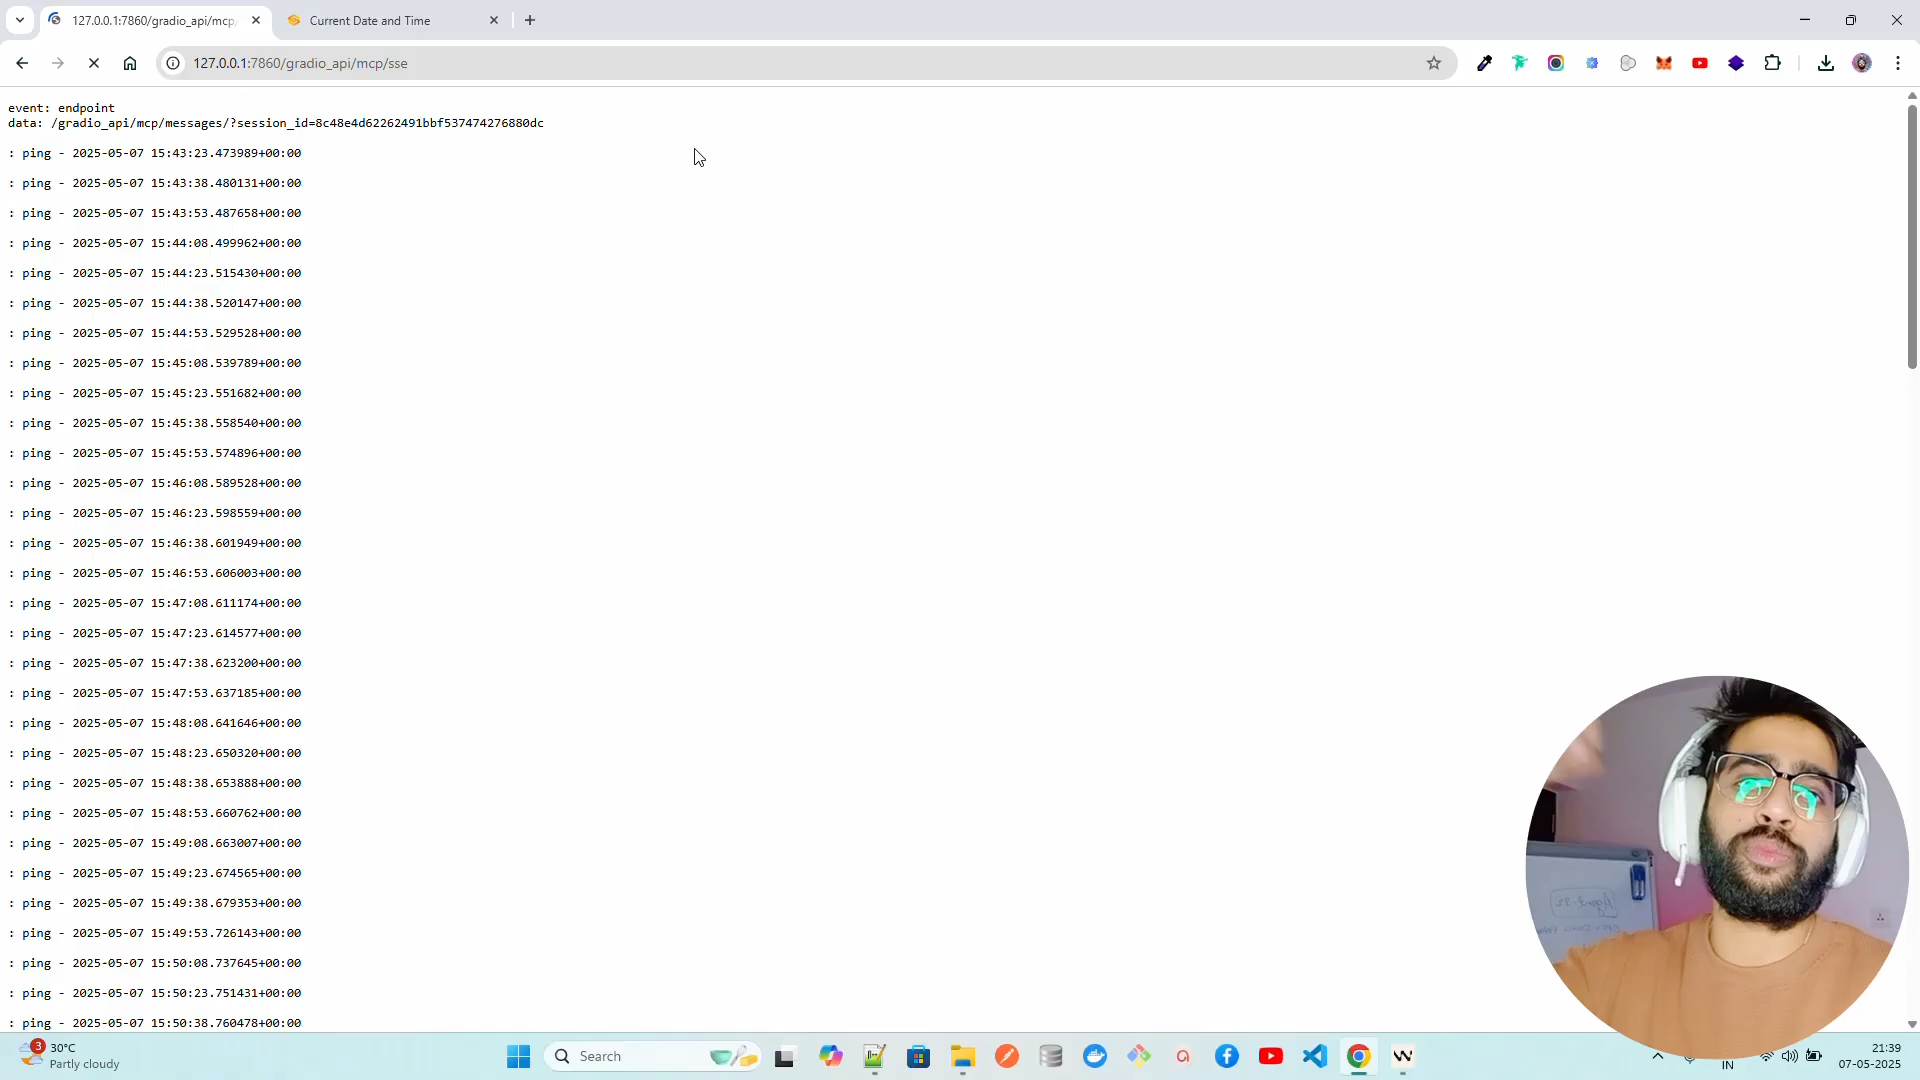 127.0.0.1:7860/gradio_api/mcp/
Current Date and Time
127.0.0.1:7860/gradio_api/mcp/sse
event: endpoint
data: /gradio_api/mcp/messages/?session_id=8c48e4d62262491bbf537474276880dc
: ping - 2025-05-07 15:43:23.473989+00:00
: ping - 2025-05-07 15:43:38.480131+00:00
: ping - 2025-05-07 15:43:53.487658+00:00
: ping - 2025-05-07 15:44:08.499962+00:00
: ping - 2025-05-07 15:44:23.515430+00:00
: ping - 2025-05-07 15:44:38.520147+00:00
: ping - 2025-05-07 15:44:53.529528+00:00
: ping - 2025-05-07 15:45:08.539789+00:00
: ping - 2025-05-07 15:45:23.551682+00:00
: ping - 2025-05-07 15:45:38.558540+00:00
: ping - 2025-05-07 15:45:53.574896+00:00
: ping - 2025-05-07 15:46:08.589528+00:00
: ping - 2025-05-07 15:46:23.598559+00:00
: ping - 2025-05-07 15:46:38.601949+00:00
: ping - 2025-05-07 15:46:53.606003+00:00
: ping - 2025-05-07 15:47:08.611174+00:00
: ping - 2025-05-07 15:47:23.614577+00:00
: ping - 2025-05-07 15:47:38.623200+00:00
: ping - 2025-05-07 15:47:53.637185+00:00
: ping - 2025-05-07 15:48:08.641646+00:00
: ping - 2025-05-07 15:48:23.650320+00:00
: ping - 2025-05-07 15:48:38.653888+00:00
: ping - 2025-05-07 15:48:53.660762+00:00
: ping - 2025-05-07 15:49:08.663007+00:00
: ping - 2025-05-07 15:49:23.674565+00:00
: ping - 2025-05-07 15:49:38.679353+00:00
: ping - 2025-05-07 15:49:53.726143+00:00
: ping - 2025-05-07 15:50:08.737645+00:00
: ping - 2025-05-07 15:50:23.751431+00:00
: ping - 2025-05-07 15:50:38.760478+00:00
3
30°C
Partly cloudy
Search
IN
21:39
07-05-2025